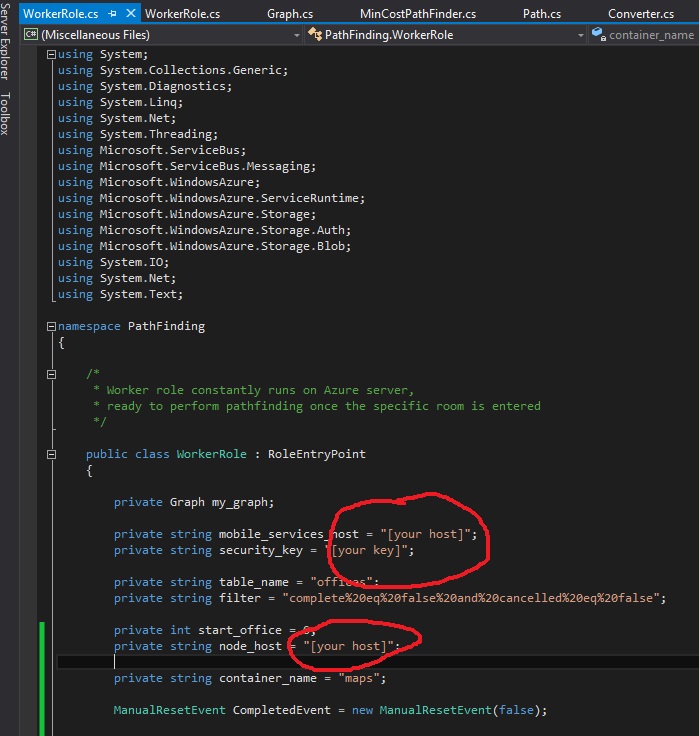 WorkerRole.cs WorkerRole.cs Graph.cs MinCostPathFinder.cs Path.cs Converter.cs
Server Explorer
Toolbox
C# (Miscellaneous Files) PathFinding.WorkerRole container_name
using System;
using System.Collections.Generic;
using System.Diagnostics;
using System.Linq;
using System.Net;
using System.Threading;
using Microsoft.ServiceBus;
using Microsoft.ServiceBus.Messaging;
using Microsoft.WindowsAzure;
using Microsoft.WindowsAzure.ServiceRuntime;
using Microsoft.WindowsAzure.Storage;
using Microsoft.WindowsAzure.Storage.Auth;
using Microsoft.WindowsAzure.Storage.Blob;
using System.IO;
using System.Net;
using System.Text;
namespace PathFinding
{
/*
* Worker role constantly runs on Azure server,
* ready to perform pathfinding once the specific room is entered
*/
public class WorkerRole : RoleEntryPoint
{
private Graph my_graph;
private string mobile_services_host = "[your host]";
private string security_key = "[your key]";
private string table_name = "offices";
private string filter = "complete%20eq%20false%20and%20cancelled%20eq%20false";
private int start_office = 6;
private string node_host = "[your host]";
private string container_name = "maps";
ManualResetEvent CompletedEvent = new ManualResetEvent(false);